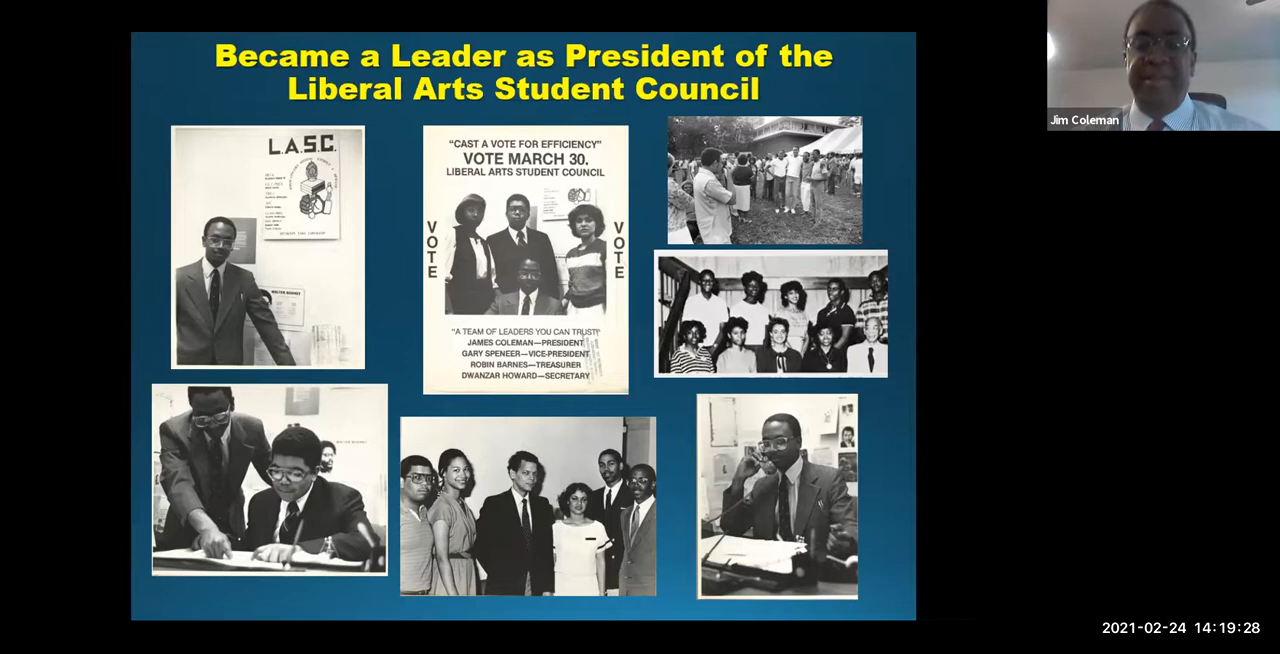 Became a Leader as President of the
Liberal Arts Student Council
L.A.S.C.
"CAST A VOTE FOR EFFICIENCY"
VOTE MARCH 30.
LIBERAL ARTS STUDENT COUNCIL
VOTE
VOTE
"A TEAM OF LEADERS YOU CAN TRUST"
JAMES COLEMAN—PRESIDENT
GARY SPENEER—VICE-PRESIDENT
ROBIN BARNES—TREASURER
DWANZAR HOWARD—SECRETARY
Jim Coleman
2021-02-24 14:19:28